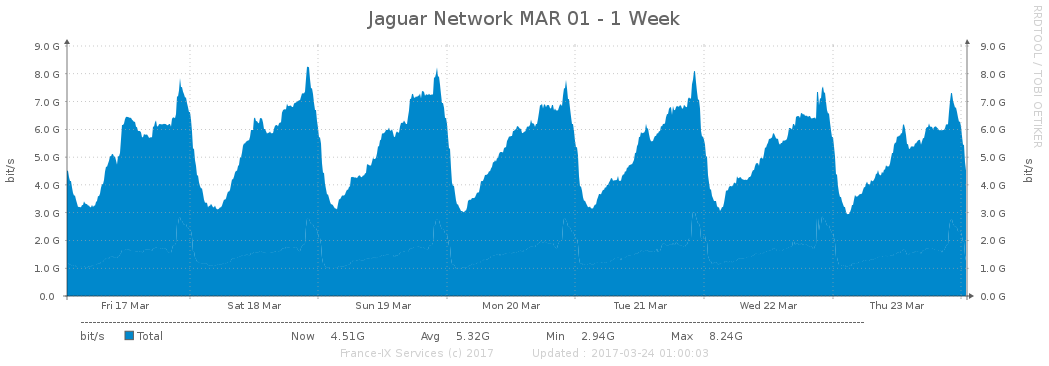 Jaguar Network MAR 01 - 1 Week
RRDTOOL / TOBI OETIKER
bit/s
9.0 G
8.0 G
7.0 G
6.0 G
5.0 G
4.0 G
3.0 G
2.0 G
1.0 G
0.0
9.0 G
8.0 G
7.0 G
6.0 G
5.0 G
4.0 G
3.0 G
2.0 G
1.0 G
0.0 G
bit/s
Fri 17 Mar Sat 18 Mar Sun 19 Mar Mon 20 Mar Tue 21 Mar Wed 22 Mar Thu 23 Mar
bit/s Total Now 4.51G Avg 5.32G Min 2.94G Max 8.24G
France-IX Services (c) 2017 Updated : 2017-03-24 01:00:03